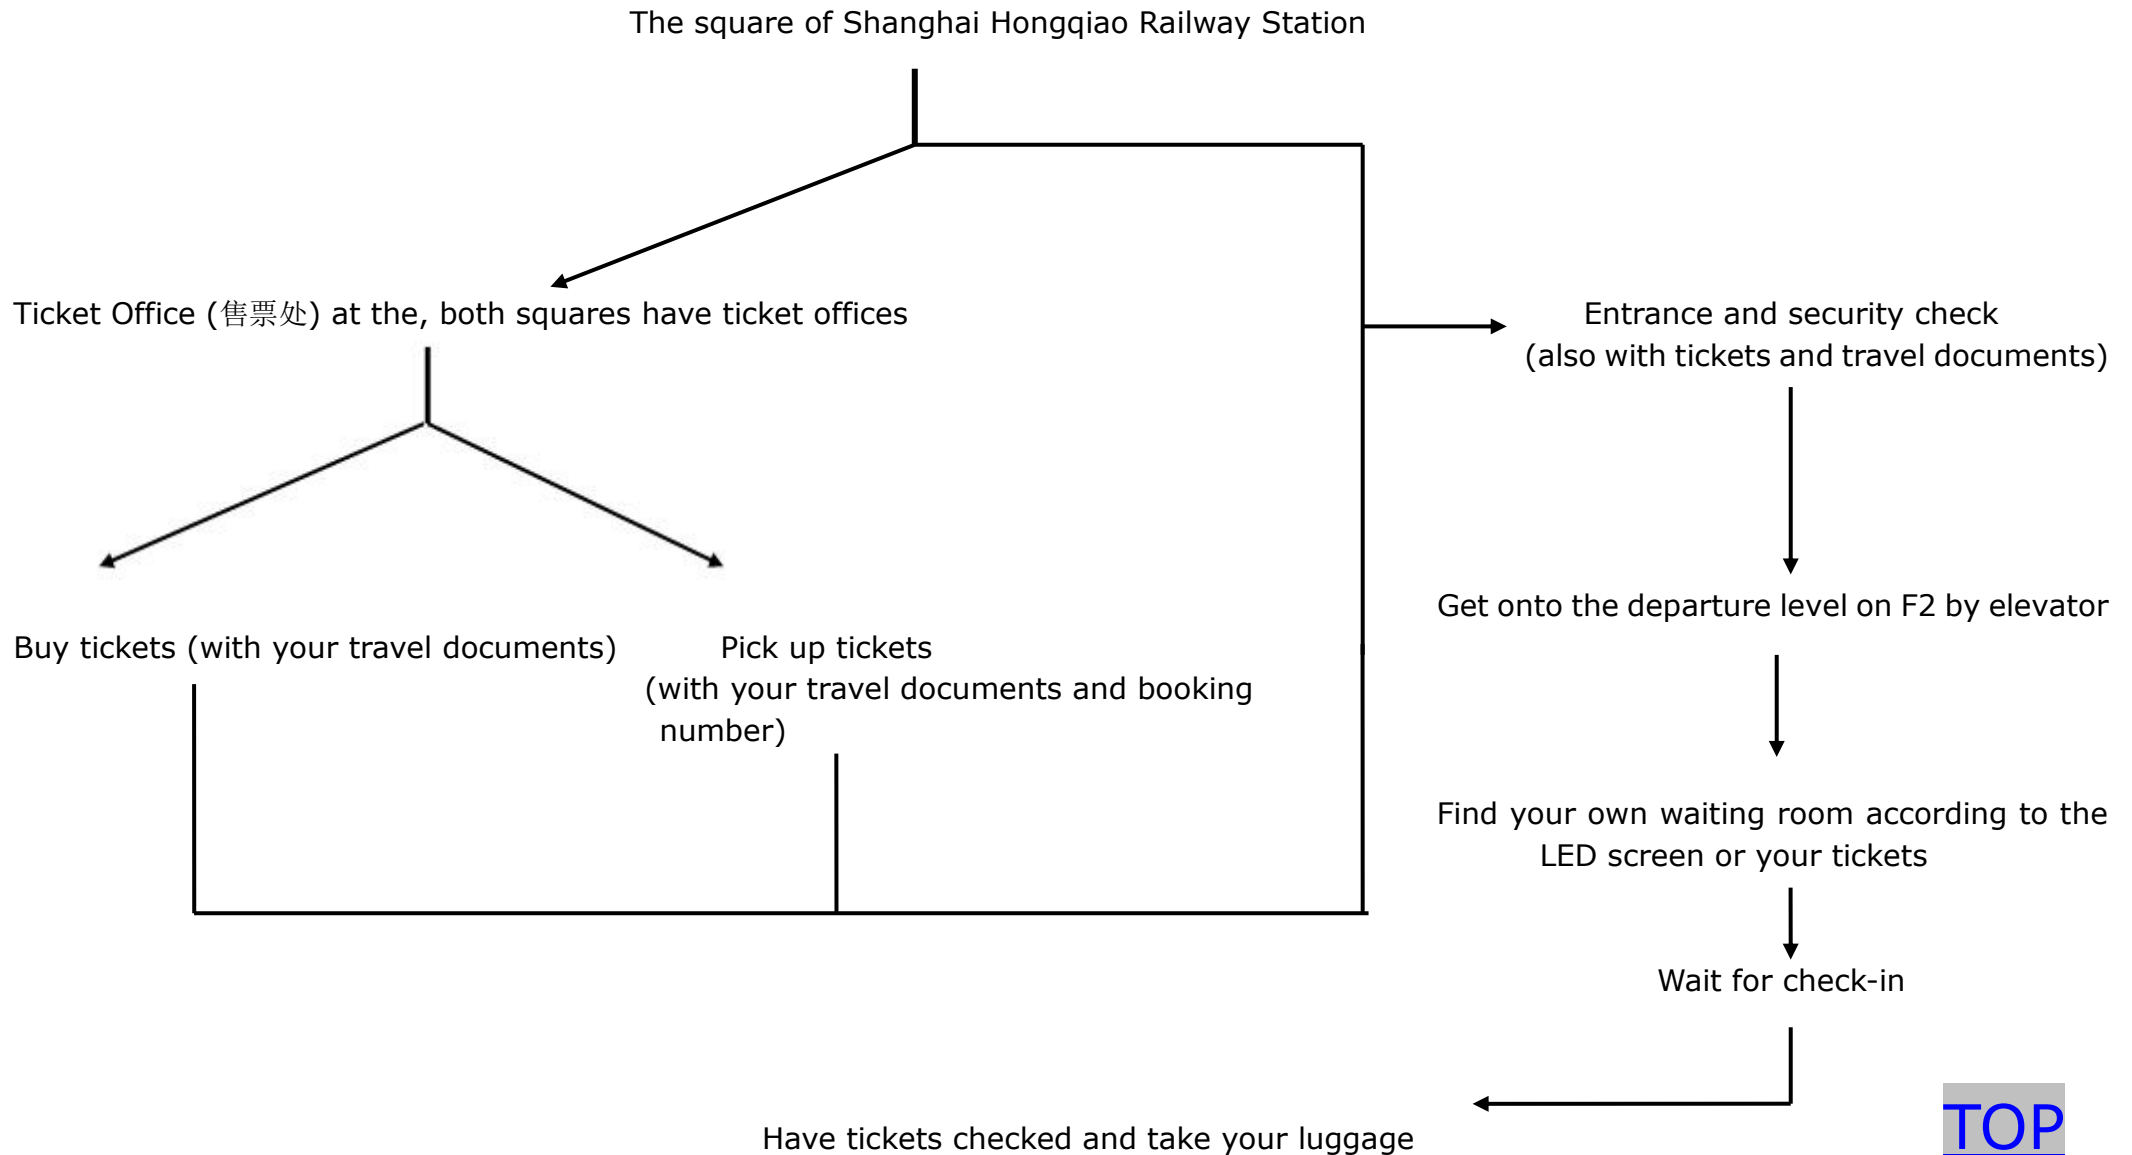 The square of Shanghai Hongqiao Railway Station
Ticket Office (售票处) at the, both squares have ticket offices
Entrance and security check
(also with tickets and travel documents)
Buy tickets (with your travel documents)
Pick up tickets
(with your travel documents and booking
number)
Get onto the departure level on F2 by elevator
Find your own waiting room according to the
LED screen or your tickets
Wait for check-in
Have tickets checked and take your luggage
TOP